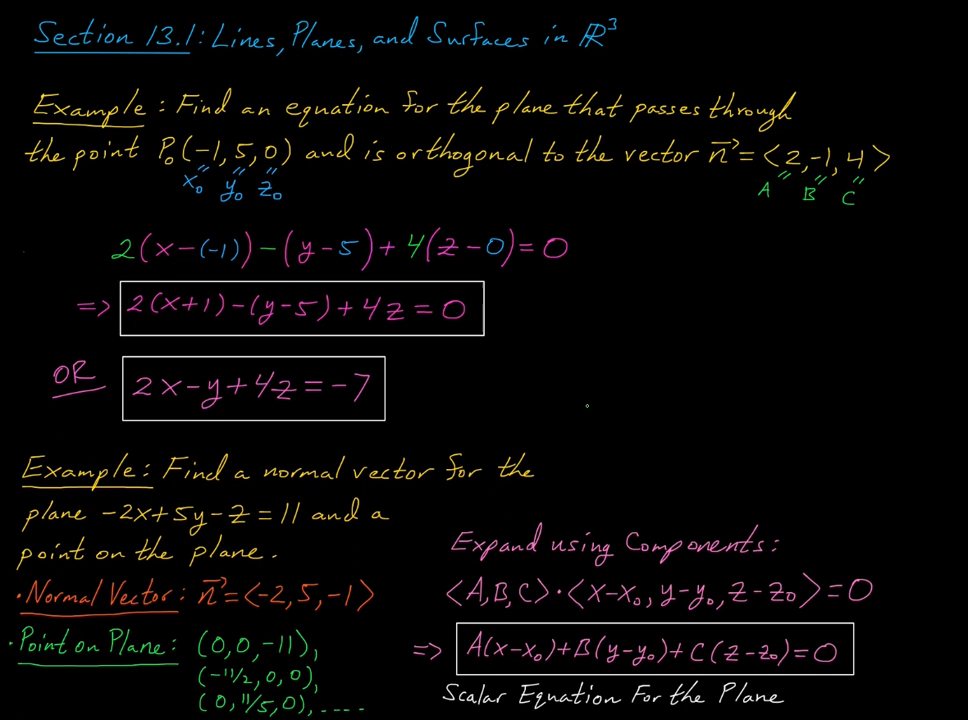 Section 13.1: Lines, Planes, and Surfaces in ℝ³
Example: Find an equation for the plane that passes through
the point P₀(-1, 5, 0) and is orthogonal to the vector n⃗ = <2, -1, 4>
x₀ y₀ z₀
A B C
2(x-(-1))-(y-5)+4(z-0)=0
=> 2(x+1)-(y-5)+4z=0
OR 2x-y+4z=-7
Example: Find a normal vector for the
plane -2x+5y-z=11 and a
point on the plane.
• Normal Vector: n⃗ = <-2, 5, -1>
• Point on Plane: (0, 0, -11),
(-11/2, 0, 0),
(0, 11/5, 0), .....
Expand using Components:
<A, B, C> • <x-x₀, y-y₀, z-z₀> = 0
=> A(x-x₀)+B(y-y₀)+C(z-z₀)=0
Scalar Equation For the Plane